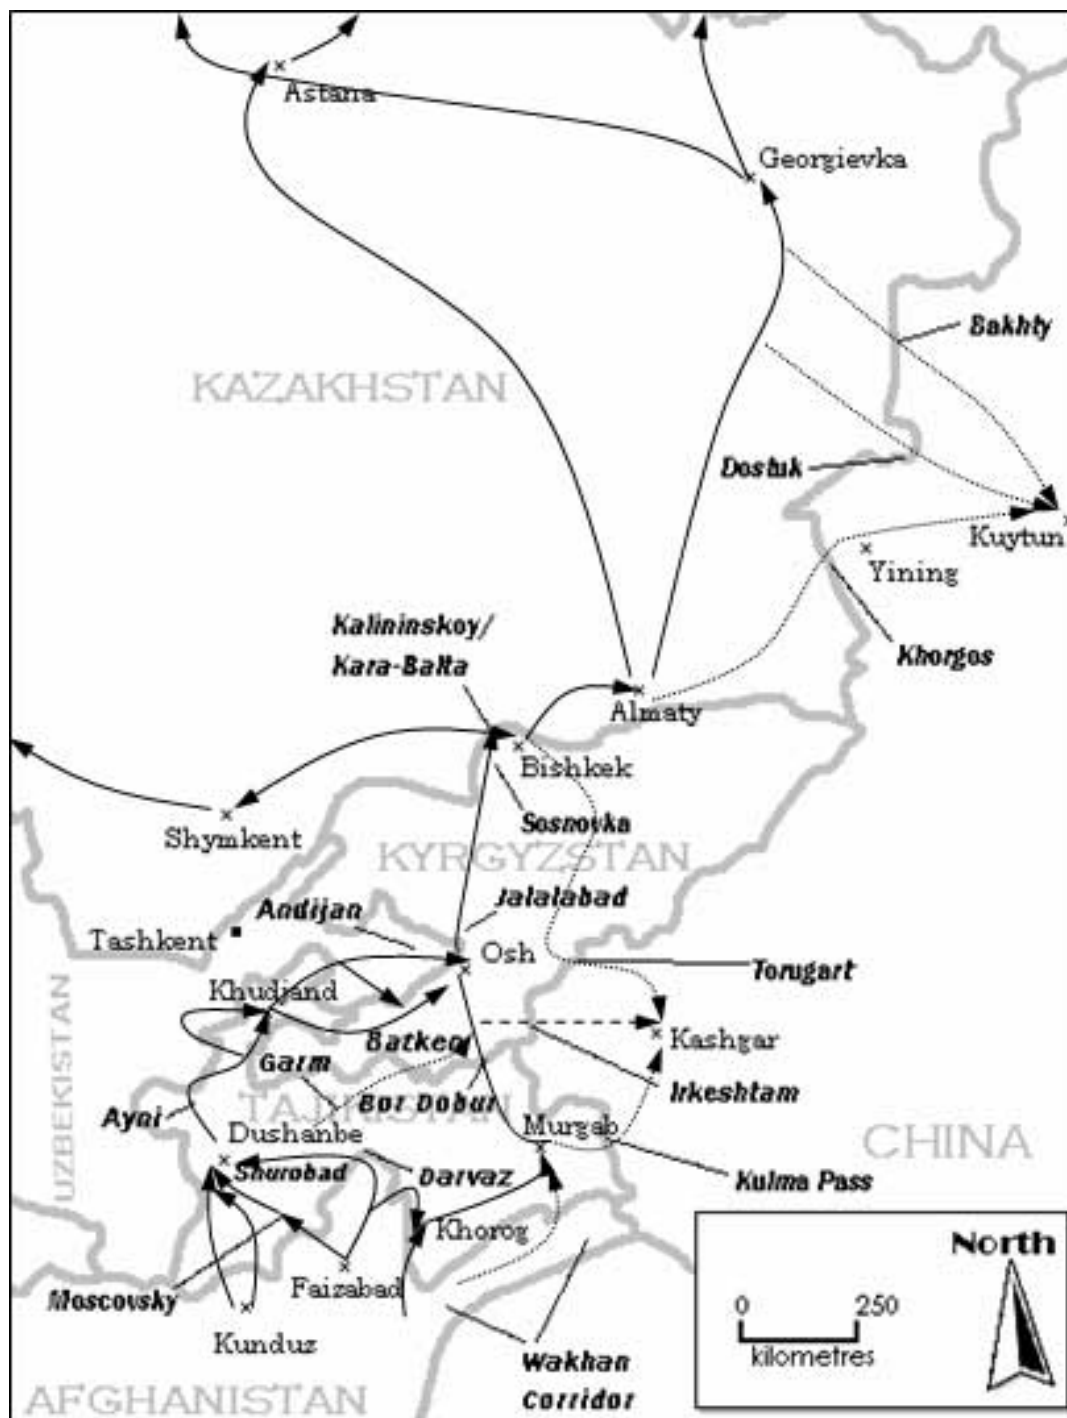 Astana
Georgievka
Bakhty
KAZAKHSTAN
Dostuk
Kuytun
Yining
Kalininskoy/
Kara-Balta
Khorgos
Almaty
Bishkek
Shymkent
Sosnovka
KYRGYZSTAN
Jalalabad
Andijan
Tashkent
Osh
Torugart
Khudjand
UZBEKISTAN
Batken
Kashgar
Garm
Irkeshtam
Bor Dobur
TAJIKISTAN
Ayni
Murgab
Dushanbe
CHINA
Shurobad
Darvaz
Kulma Pass
Khorog
North
Faizabad
Moscovsky
0 250
kilometres
Kunduz
Wakhan
Corridor
AFGHANISTAN